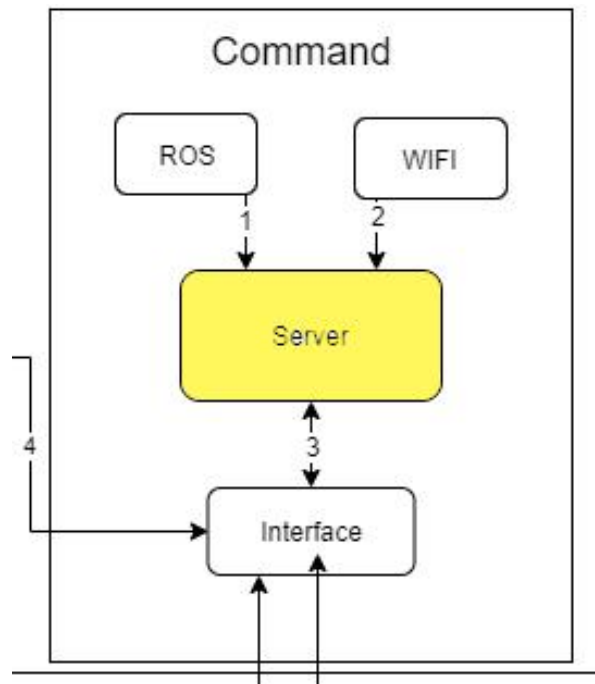 Command
ROS
WIFI
1
2
Server
3
4
Interface